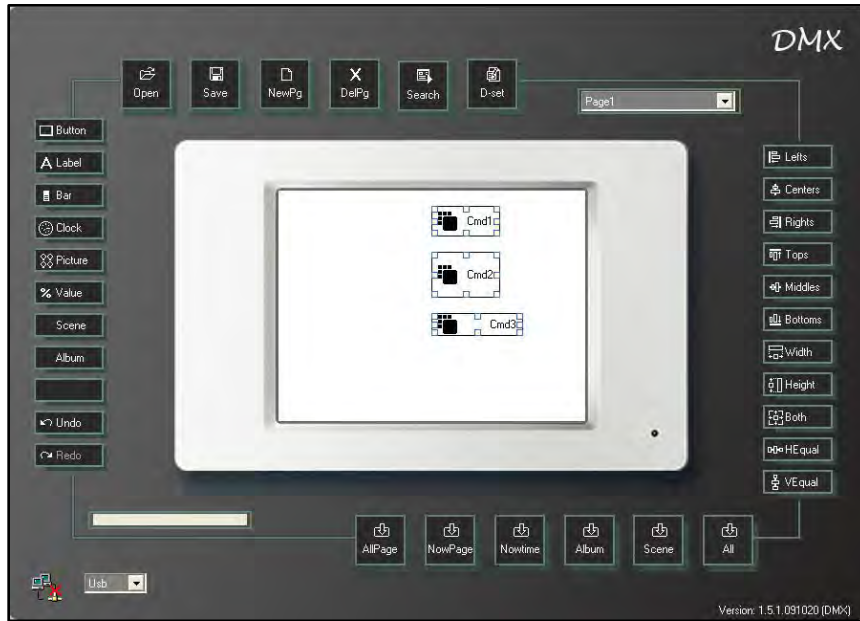 DMX
Open Save NewPg DelPg Search D-set
Page1
Button
Label
Bar
Clock
Picture
% Value
Scene
Album
Undo
Redo
Cmd1
Cmd2
Cmd3
Lefts
Centers
Rights
Tops
Middles
Bottoms
Width
Height
Both
HEqual
VEqual
AllPage NowPage Nowtime Album Scene All
Usb
Version: 1.5.1.091020 (DMX)